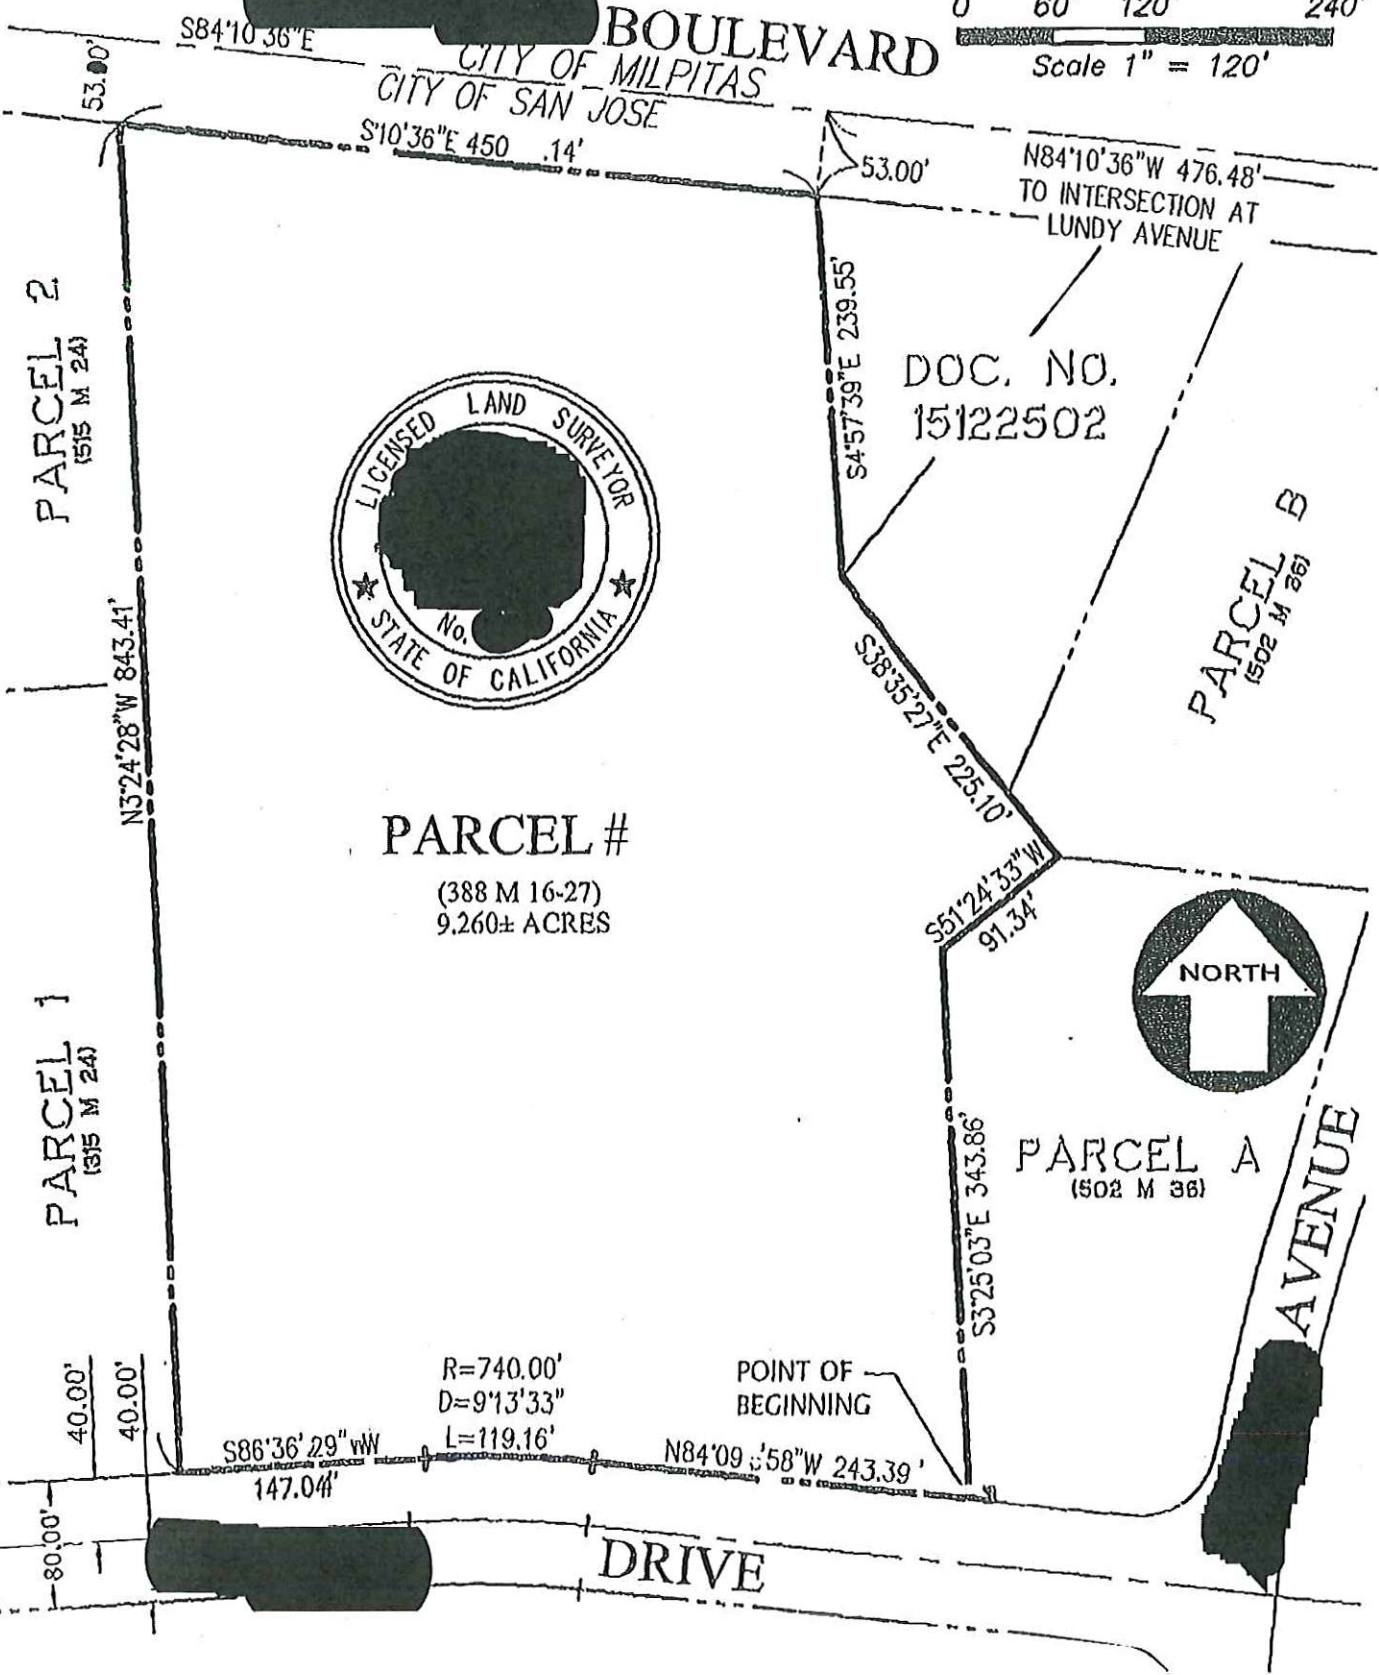 0 60 120 240'
Scale 1" = 120'
BOULEVARD
S84°10'36"E
CITY OF MILPITAS
CITY OF SAN JOSE
53.00'
S'10'36"E 450 .14'
53.00'
N84°10'36"W 476.48'
TO INTERSECTION AT
LUNDY AVENUE
PARCEL 2
(515 M 24)
S4°57'39"E 239.55'
DOC. NO.
15122502
LICENSED LAND SURVEYOR
No.
STATE OF CALIFORNIA
PARCEL B
(502 M 36)
N3°24'28"W 843.41'
S38°35'27"E 225.10'
PARCEL #
(388 M 16-27)
9.260± ACRES
S51°24'33"W
91.34'
NORTH
PARCEL 1
(315 M 24)
S3°25'03"E 343.86'
PARCEL A
(502 M 36)
AVENUE
40.00'
40.00'
R=740.00'
D=9°13'33"
L=119.16'
POINT OF
BEGINNING
S86°36'29"W
147.04'
N84°09'58"W 243.39'
80.00'
DRIVE